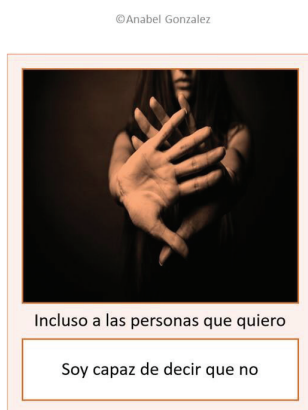 ©Anabel Gonzalez
Incluso a las personas que quiero
Soy capaz de decir que no